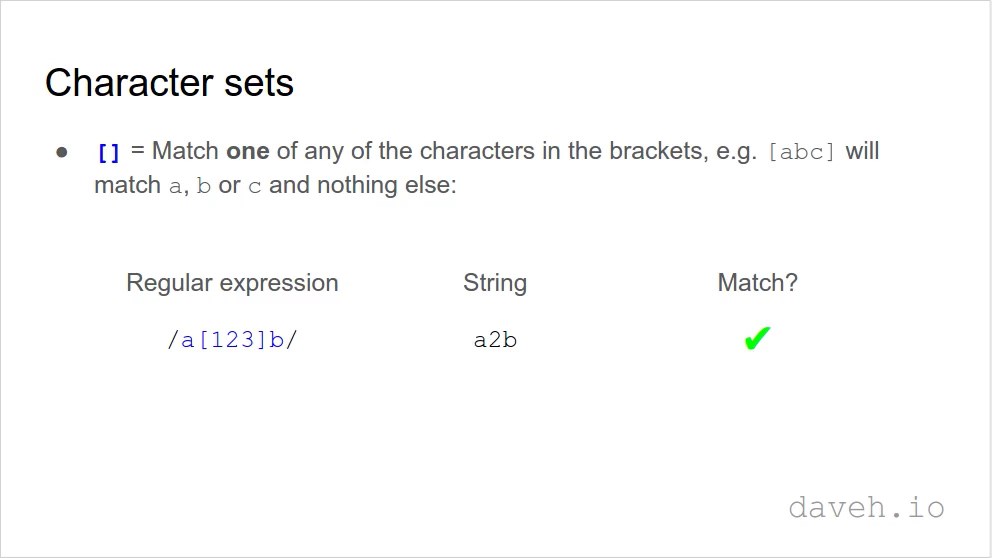 Character sets
● [] = Match one of any of the characters in the brackets, e.g. [abc] will
match a, b or c and nothing else:
Regular expression String Match?
/a[123]b/ a2b ✔
daveh.io